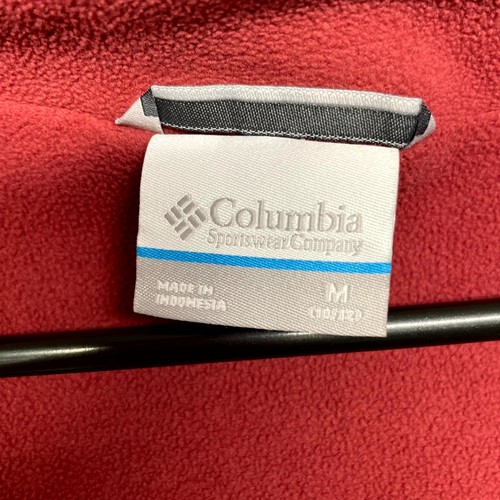 Columbia
Sportswear Company
MADE IN
INDONESIA
M
(10/12)